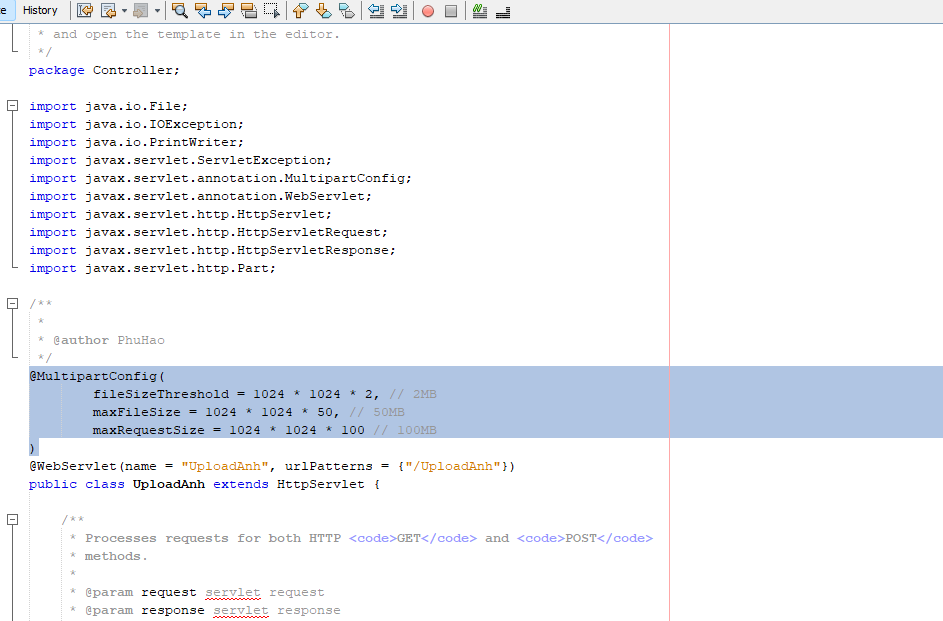 te History
 * and open the template in the editor.
 */
package Controller;

import java.io.File;
import java.io.IOException;
import java.io.PrintWriter;
import javax.servlet.ServletException;
import javax.servlet.annotation.MultipartConfig;
import javax.servlet.annotation.WebServlet;
import javax.servlet.http.HttpServlet;
import javax.servlet.http.HttpServletRequest;
import javax.servlet.http.HttpServletResponse;
import javax.servlet.http.Part;

/**
 *
 * @author PhuHao
 */
@MultipartConfig(
        fileSizeThreshold = 1024 * 1024 * 2, // 2MB
        maxFileSize = 1024 * 1024 * 50, // 50MB
        maxRequestSize = 1024 * 1024 * 100 // 100MB
)
@WebServlet(name = "UploadAnh", urlPatterns = {"/UploadAnh"})
public class UploadAnh extends HttpServlet {

    /**
     * Processes requests for both HTTP <code>GET</code> and <code>POST</code>
     * methods.
     *
     * @param request servlet request
     * @param response servlet response